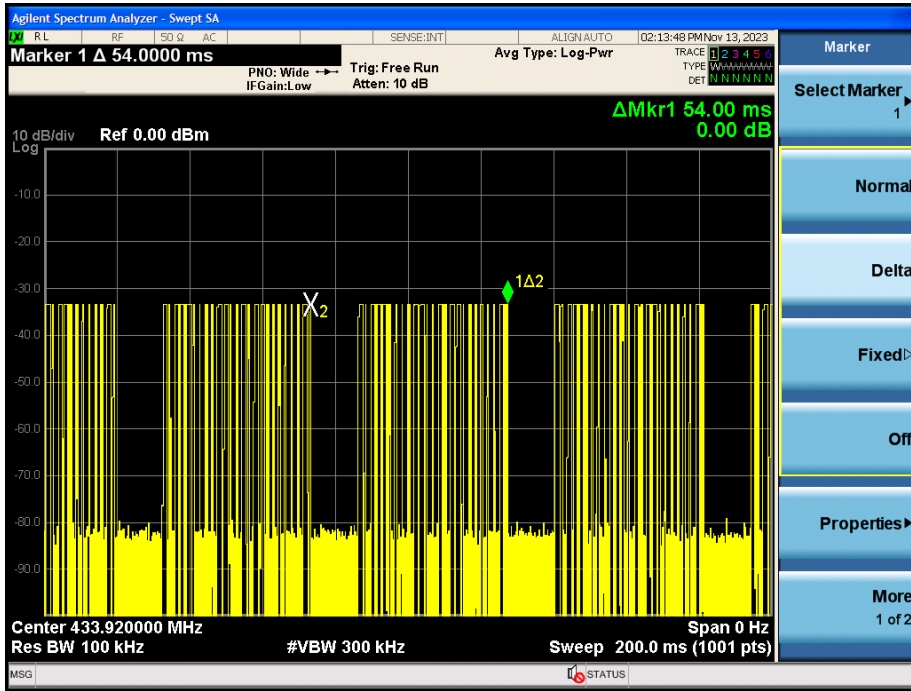 Agilent Spectrum Analyzer - Swept SA
LXI RL RF 50 Ω AC SENSE:INT ALIGN AUTO 02:13:48 PM Nov 13, 2023
Marker 1 Δ 54.0000 ms
PNO: Wide
IFGain:Low
Trig: Free Run
Atten: 10 dB
Avg Type: Log-Pwr
TRACE 1 2 3 4 5 6
TYPE WWWWWW
DET N N N N N N
ΔMkr1 54.00 ms
0.00 dB
10 dB/div Ref 0.00 dBm
Log
-10.0
-20.0
-30.0
-40.0
-50.0
-60.0
-70.0
-80.0
-90.0
X2
1Δ2
Center 433.920000 MHz
Span 0 Hz
Res BW 100 kHz
#VBW 300 kHz
Sweep 200.0 ms (1001 pts)
MSG
STATUS
Marker
Select Marker
1
Normal
Delta
Fixed
Off
Properties
More
1 of 2